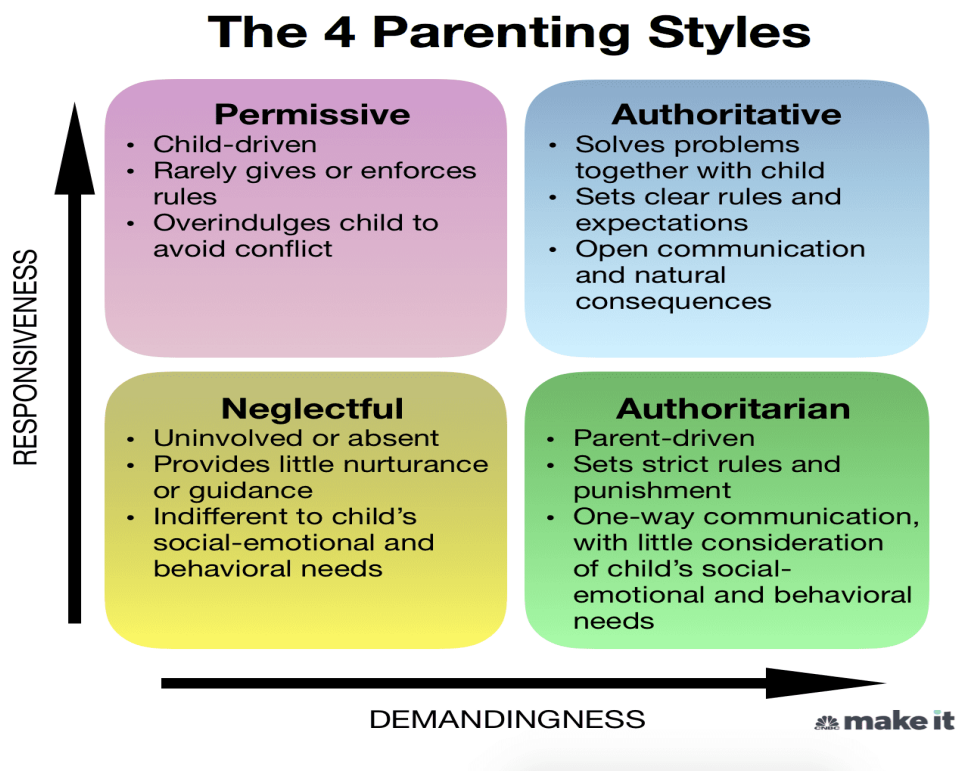 The 4 Parenting Styles
RESPONSIVENESS
Permissive
• Child-driven
• Rarely gives or enforces
rules
• Overindulges child to
avoid conflict
Authoritative
• Solves problems
together with child
• Sets clear rules and
expectations
• Open communication
and natural
consequences
Neglectful
• Uninvolved or absent
• Provides little nurturance
or guidance
• Indifferent to child’s
social-emotional and
behavioral needs
Authoritarian
• Parent-driven
• Sets strict rules and
punishment
• One-way communication,
with little consideration
of child’s social-
emotional and behavioral
needs
DEMANDINGNESS
CNBC make it